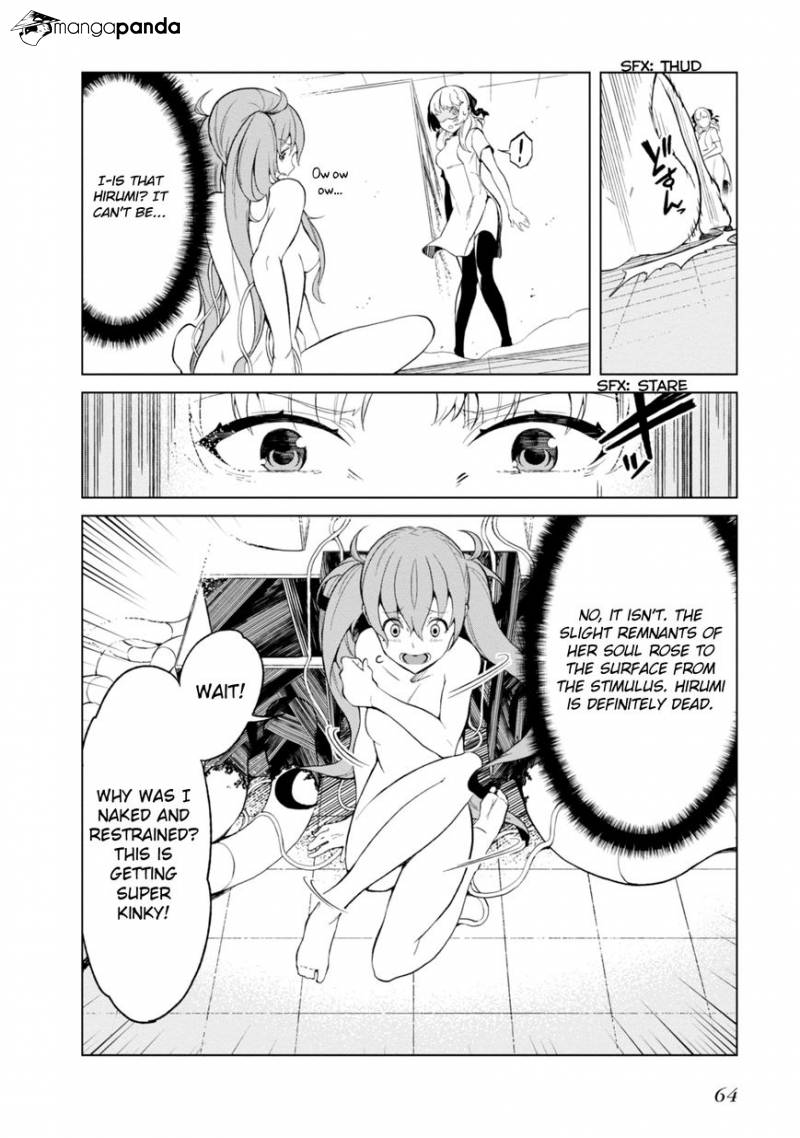 mangapanda
SFX: THUD
どすん
!
Ow ow
ow...
I-IS THAT
HIRUMI? IT
CAN'T BE...
SFX: STARE
NO, IT ISN'T. THE
SLIGHT REMNANTS OF
HER SOUL ROSE TO
THE SURFACE FROM
THE STIMULUS. HIRUMI
IS DEFINITELY DEAD.
WAIT!
WHY WAS I
NAKED AND
RESTRAINED?
THIS IS
GETTING
SUPER
KINKY!
64